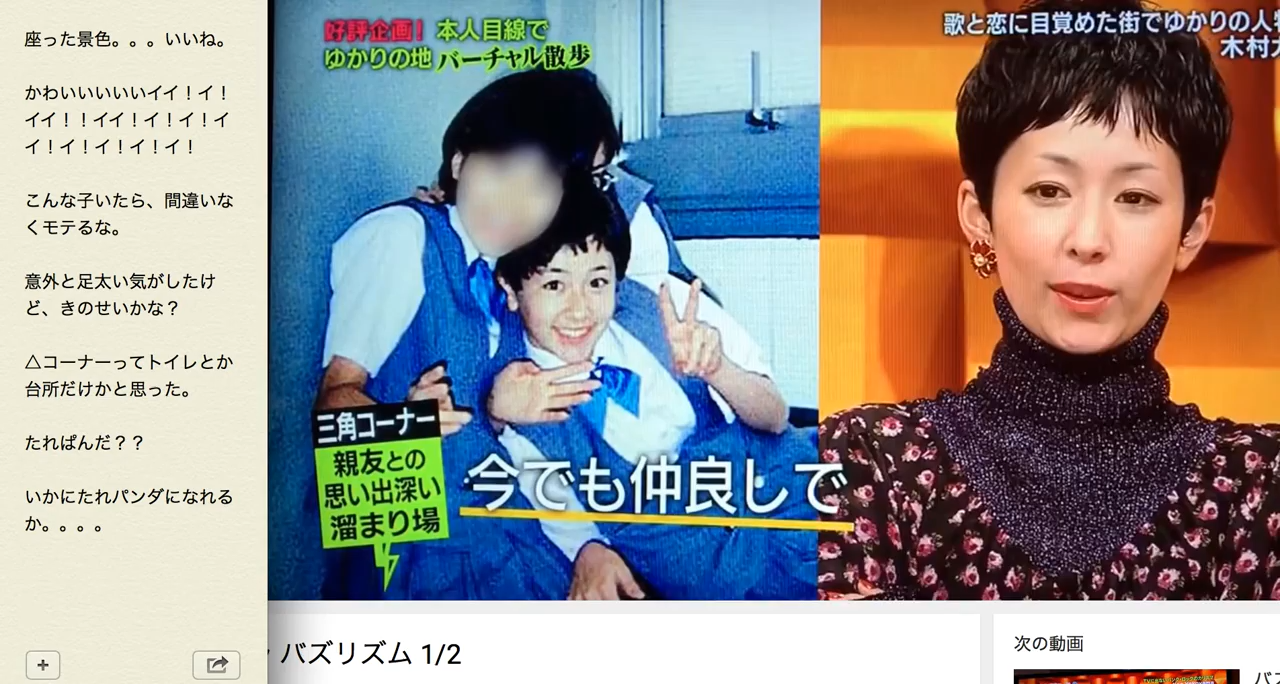 座った景色。。。いいね。
かわいいいいいイイ！イ！
イイ！！イイ！イ！イ！イ
イ！イ！イ！イ！イ！
こんな子いたら、間違いな
くモテるな。
意外と足太い気がしたけ
ど、きのせいかな？
△コーナーってトイレとか
台所だけかと思った。
たれぱんだ？？
いかにたれパンダになれる
か。。。。
好評企画！ 本人目線で
ゆかりの地 バーチャル散歩
歌と恋に目覚めた街でゆかりの人
木村
三角コーナー
親友との
思い出深い
溜まり場
今でも仲良しで
バズリズム 1/2
次の動画